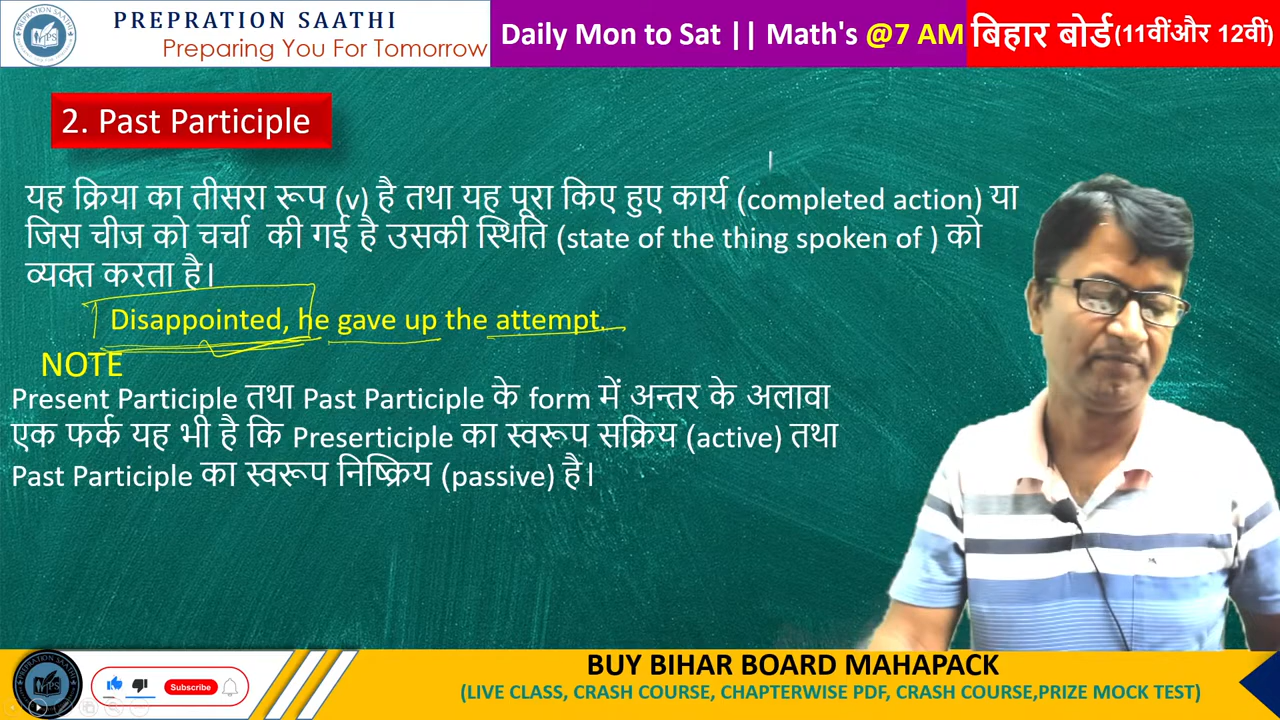 PREPRATION SAATHI
Preparing You For Tomorrow
Daily Mon to Sat || Math's @7 AM
बिहार बोर्ड(11वींऔर 12वीं)
2. Past Participle
यह क्रिया का तीसरा रूप (v) है तथा यह पूरा किए हुए कार्य (completed action) या
जिस चीज को चर्चा की गई है उसकी स्थिति (state of the thing spoken of ) को
व्यक्त करता है।
Disappointed, he gave up the attempt.
NOTE
Present Participle तथा Past Participle के form में अन्तर के अलावा
एक फर्क यह भी है कि Preserticiple का स्वरूप सक्रिय (active) तथा
Past Participle का स्वरूप निष्क्रिय (passive) है।
Subscribe
BUY BIHAR BOARD MAHAPACK
(LIVE CLASS, CRASH COURSE, CHAPTERWISE PDF, CRASH COURSE,PRIZE MOCK TEST)